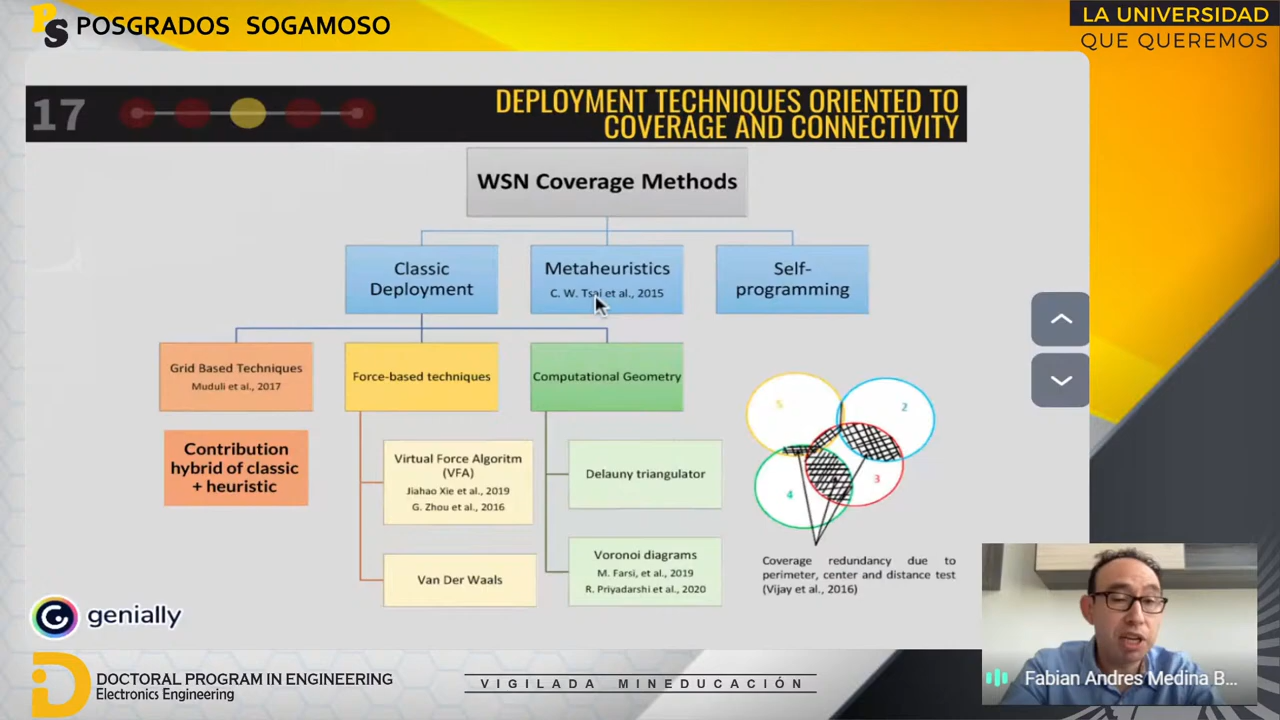 PS POSGRADOS SOGAMOSO
LA UNIVERSIDAD
QUE QUEREMOS
17
DEPLOYMENT TECHNIQUES ORIENTED TO
COVERAGE AND CONNECTIVITY
WSN Coverage Methods
Classic
Deployment
Metaheuristics
C. W. Tsai et al., 2015
Self-
programming
Grid Based Techniques
Muduli et al., 2017
Force-based techniques
Computational Geometry
Contribution
hybrid of classic
+ heuristic
Virtual Force Algoritm
(VFA)
Jiahao Xie et al., 2019
G. Zhou et al., 2016
Van Der Waals
Delauny triangulator
Voronoi diagrams
M. Farsi, et al., 2019
R. Priyadarshi et al., 2020
5
2
3
4
Coverage redundancy due to
perimeter, center and distance test
(Vijay et al., 2016)
genially
Fabian Andres Medina B...
DOCTORAL PROGRAM IN ENGINEERING
Electronics Engineering
VIGILADA MINEDUCACIÓN